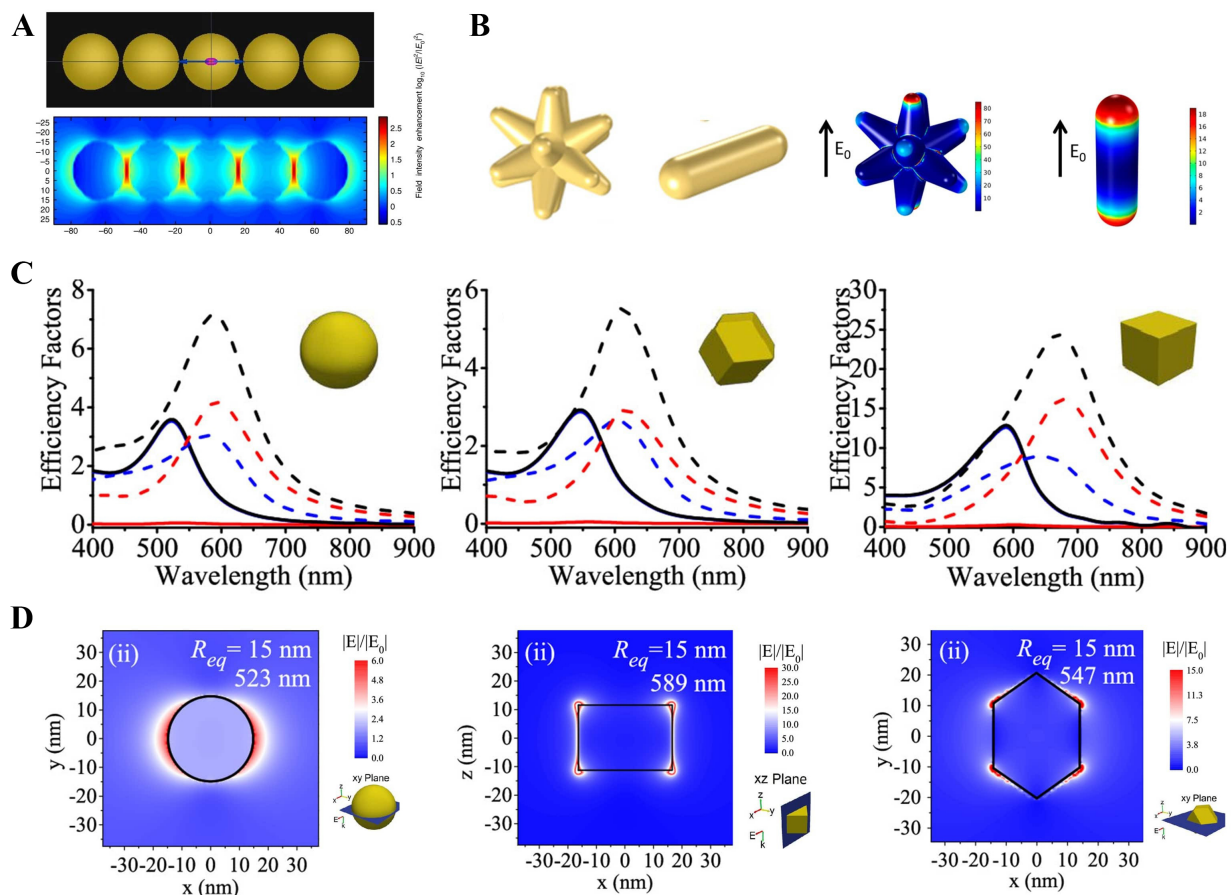 A
Field intensity enhancement log₁₀ (|E|²/|E₀|²)
−25
−20
−15
−10
−5
0
5
10
15
20
25
−80 −60 −40 −20 0 20 40 60 80
2.5
2
1.5
1
0.5
B
E₀
80
70
60
50
40
30
20
10
E₀
18
16
14
12
10
8
6
4
2
C
Efficiency Factors
8
6
4
2
0
400 500 600 700 800 900
Wavelength (nm)
Efficiency Factors
6
4
2
0
400 500 600 700 800 900
Wavelength (nm)
Efficiency Factors
30
25
20
15
10
5
0
400 500 600 700 800 900
Wavelength (nm)
D
(ii)
R_eq= 15 nm
523 nm
y (nm)
30
20
10
0
-10
-20
-30
-30-20-10 0 10 20 30
x (nm)
|E|/|E₀|
6.0
4.8
3.6
2.4
1.2
0.0
xy Plane
z
x y
E k
(ii)
R_eq=15 nm
589 nm
z (nm)
30
20
10
0
-10
-20
-30
-30-20-10 0 10 20 30
x (nm)
|E|/|E₀|
30.0
25.0
20.0
15.0
10.0
5.0
0.0
xz Plane
z
x y
E k
(ii)
R_eq=15 nm
547 nm
y (nm)
30
20
10
0
-10
-20
-30
-30-20-10 0 10 20 30
x (nm)
|E|/|E₀|
15.0
11.3
7.5
3.8
0.0
xy Plane
z
x y
E k